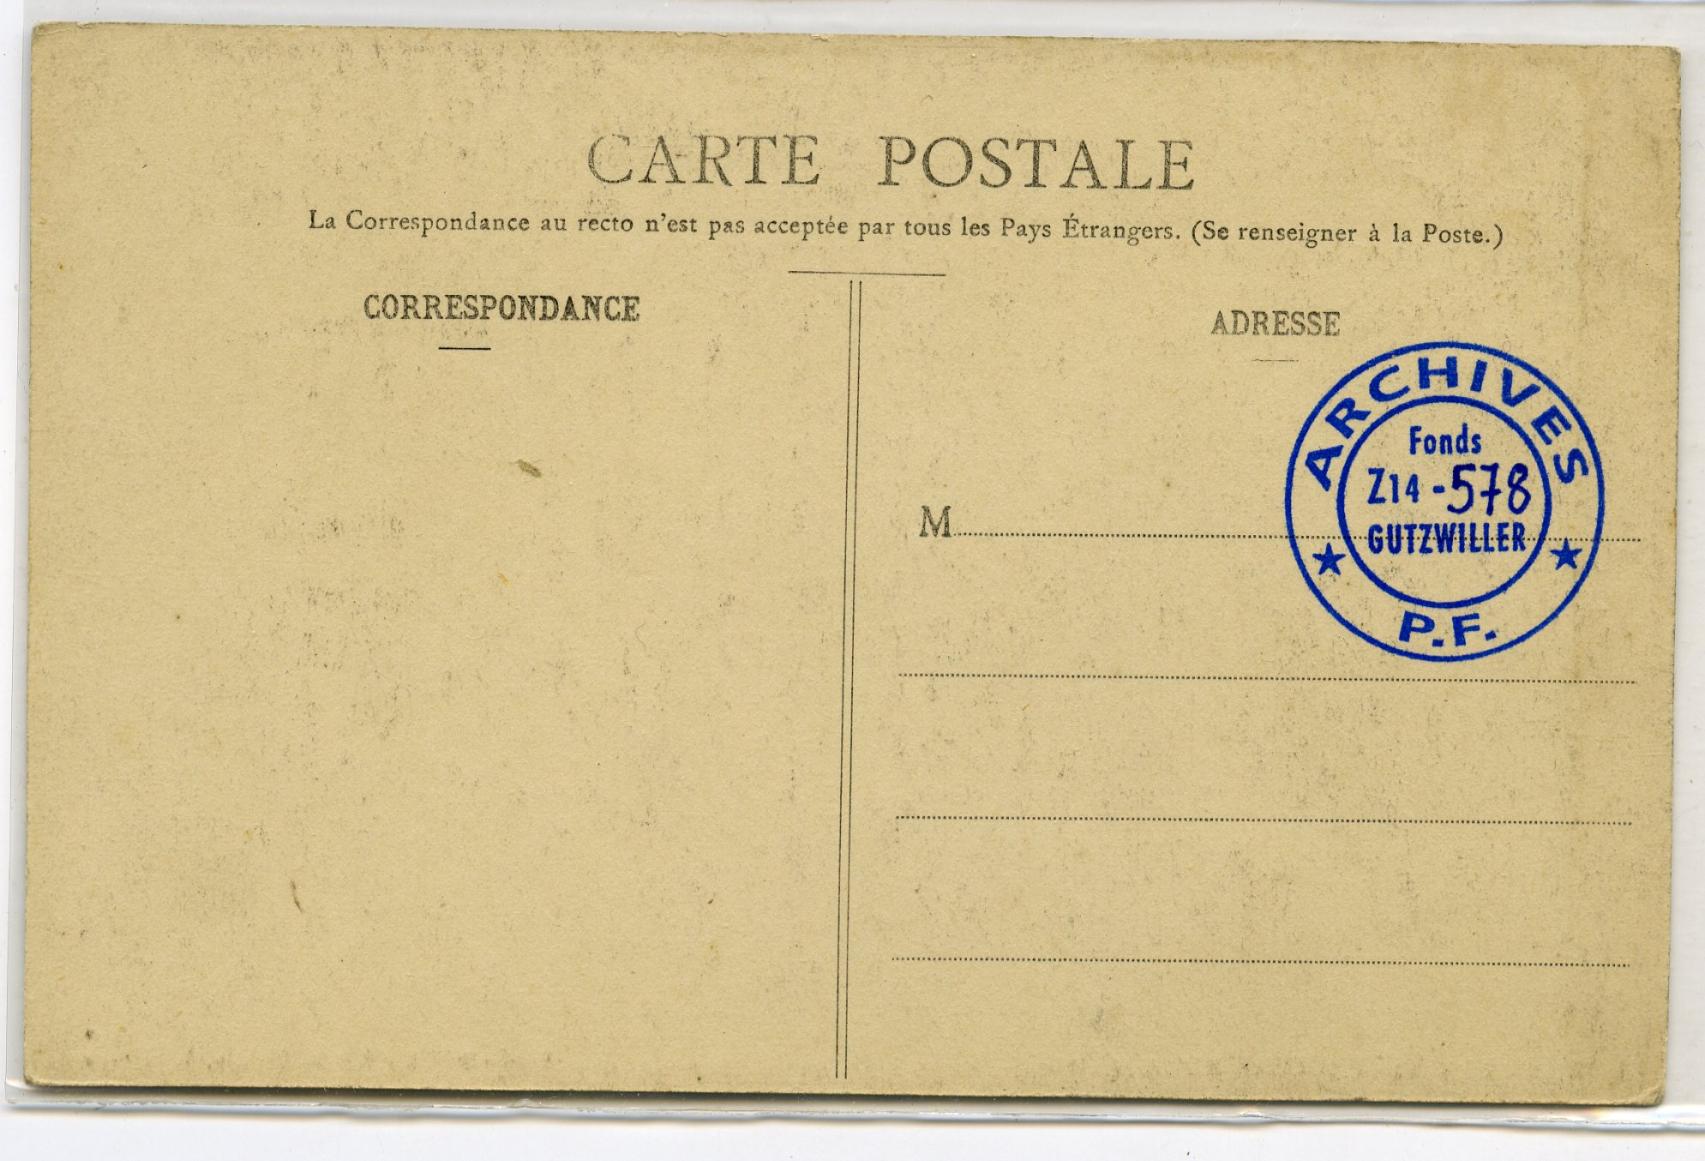 CARTE POSTALE
La Correspondance au recto n'est pas acceptée par tous les Pays Étrangers. (Se renseigner à la Poste.)
CORRESPONDANCE
ADRESSE
M
ARCHIVES
Fonds
Z14 - 578
GUTZWILLER
P.F.